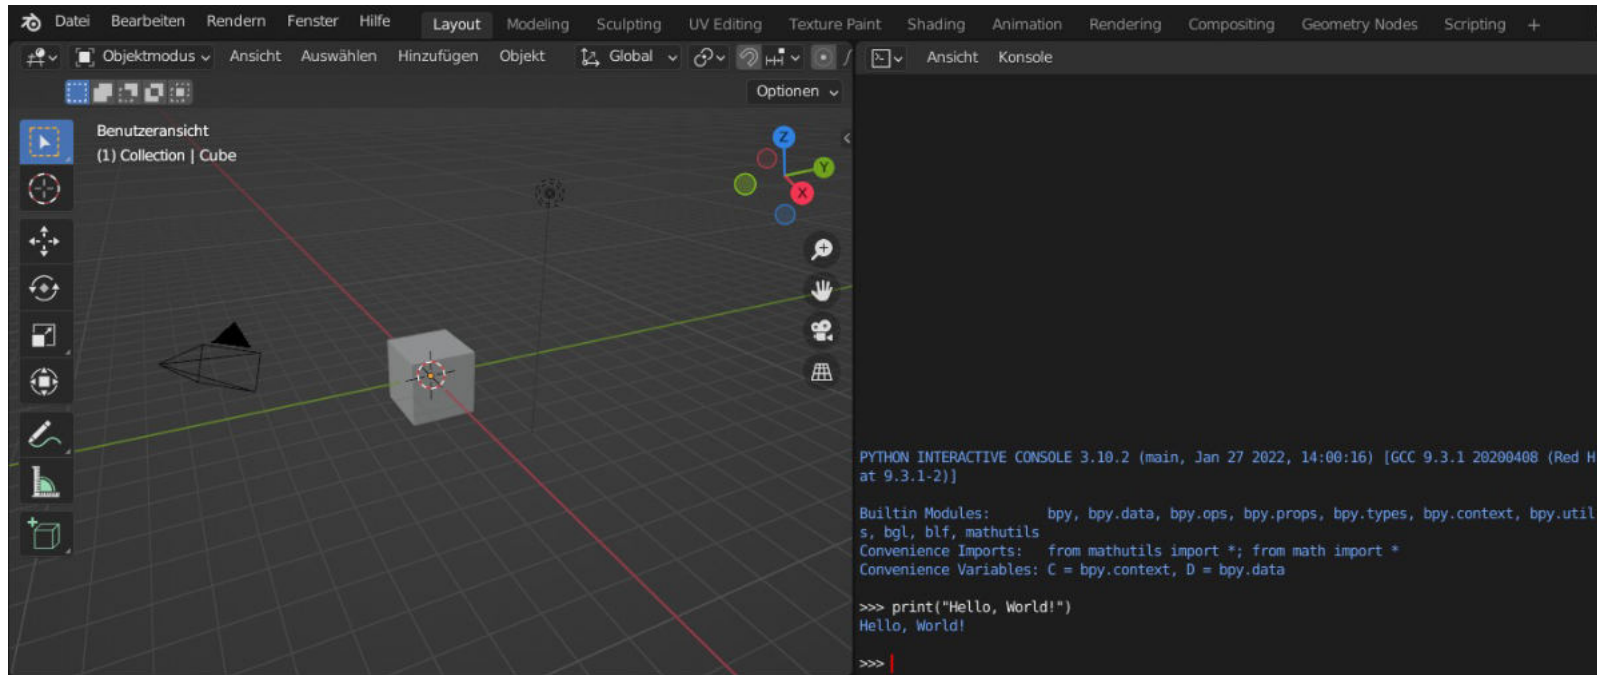 Datei Bearbeiten Rendern Fenster Hilfe Layout Modeling Sculpting UV Editing Texture Paint Shading Animation Rendering Compositing Geometry Nodes Scripting +
Objektmodus Ansicht Auswählen Hinzufügen Objekt Global
Ansicht Konsole
Optionen
Benutzeransicht
(1) Collection | Cube
Z
Y
X
PYTHON INTERACTIVE CONSOLE 3.10.2 (main, Jan 27 2022, 14:00:16) [GCC 9.3.1 20200408 (Red H
at 9.3.1-2)]
Builtin Modules: bpy, bpy.data, bpy.ops, bpy.props, bpy.types, bpy.context, bpy.util
s, bgl, blf, mathutils
Convenience Imports: from mathutils import *; from math import *
Convenience Variables: C = bpy.context, D = bpy.data
>>> print("Hello, World!")
Hello, World!
>>>